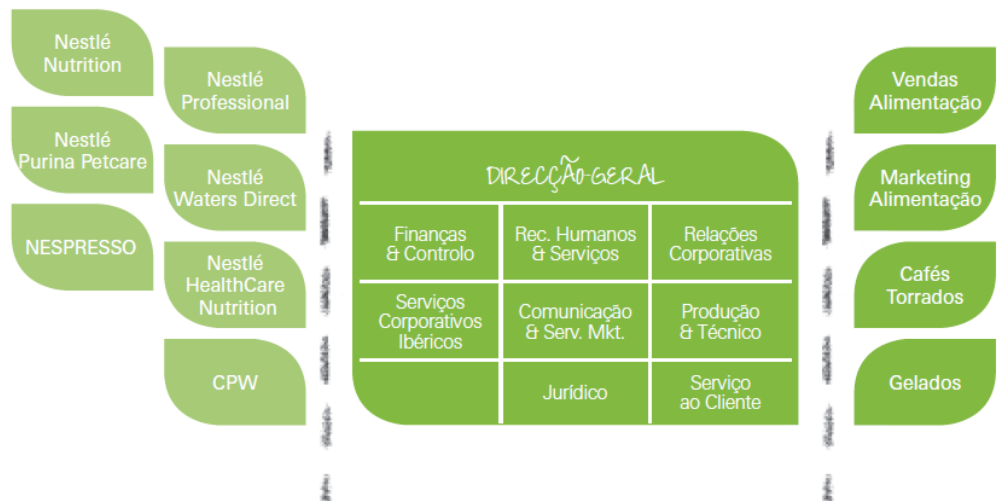 Nestlé
Nutrition
Nestlé
Purina Petcare
NESPRESSO
Nestlé
Professional
Nestlé
Waters Direct
Nestlé
HealthCare
Nutrition
CPW
DIRECÇÃO-GERAL
Finanças
& Controlo
Rec. Humanos
& Serviços
Relações
Corporativas
Serviços
Corporativos
Ibéricos
Comunicação
& Serv. Mkt.
Produção
& Técnico
Jurídico
Serviço
ao Cliente
Vendas
Alimentação
Marketing
Alimentação
Cafés
Torrados
Gelados